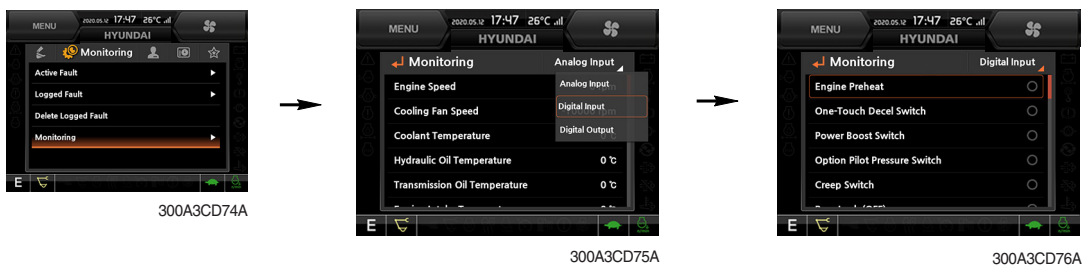 MENU
2020.05.12 17:47 26°C .ıl
HYUNDAI
Monitoring
Active Fault
Logged Fault
Delete Logged Fault
Monitoring
E
300A3CD74A
MENU
2020.05.12 17:47 26°C .ıl
HYUNDAI
Monitoring Analog Input
Engine Speed
Analog Input
Digital Input
Digital Output
Cooling Fan Speed
Coolant Temperature
Hydraulic Oil Temperature 0 ℃
Transmission Oil Temperature 0 ℃
E
300A3CD75A
MENU
2020.05.12 17:47 26°C .ıl
HYUNDAI
Monitoring Digital Input
Engine Preheat
One-Touch Decel Switch
Power Boost Switch
Option Pilot Pressure Switch
Creep Switch
E
300A3CD76A